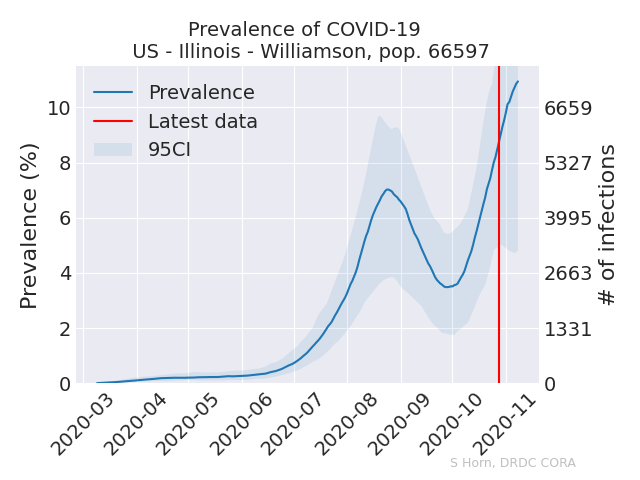 Prevalence of COVID-19
US - Illinois - Williamson, pop. 66597
Prevalence
Latest data
95CI
Prevalence (%)
10
8
6
4
2
0
6659
5327
3995
2663
1331
0
# of infections
2020-03
2020-04
2020-05
2020-06
2020-07
2020-08
2020-09
2020-10
2020-11
S Horn, DRDC CORA